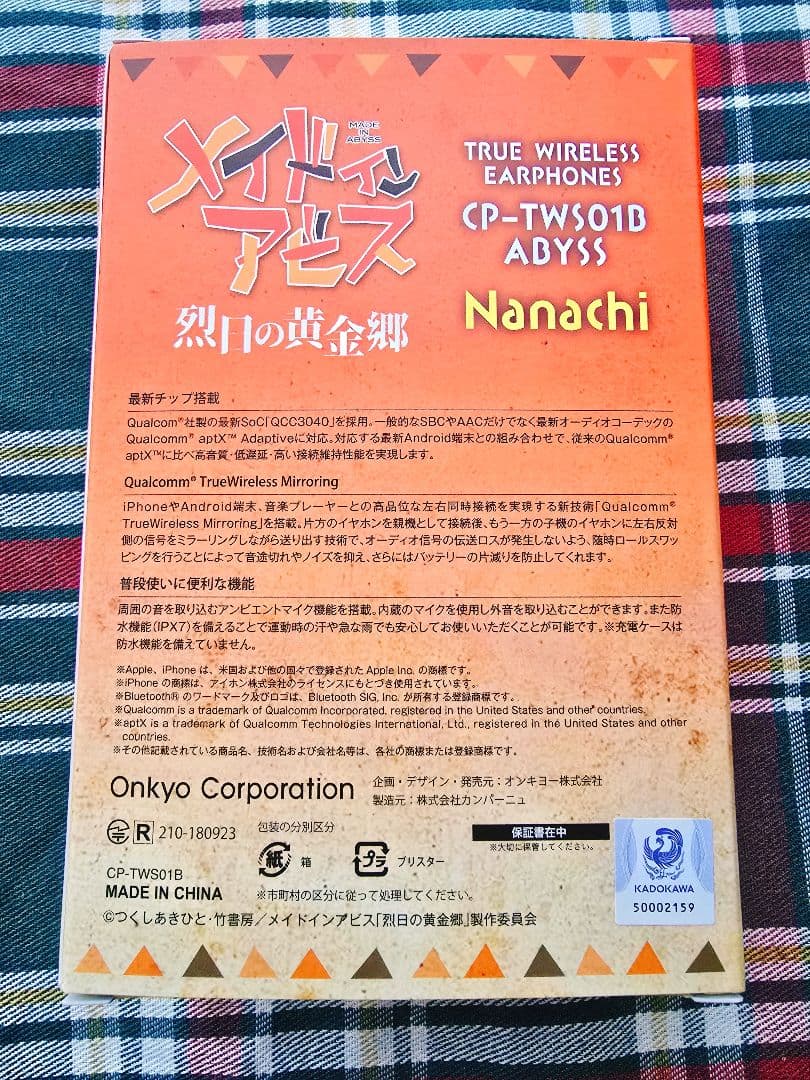 メイドイン
MADE
IN
ABYSS
アビス
烈日の黄金郷
TRUE WIRELESS
EARPHONES
CP-TWS01B
ABYSS
Nanachi
最新チップ搭載
Qualcom®社製の最新SoC「QCC3040」を採用。一般的なSBCやAACだけでなく最新オーディオコーデックの
Qualcomm® aptX™ Adaptiveに対応。対応する最新Android端末との組み合わせで、従来のQualcomm®
aptX™に比べ高音質・低遅延・高い接続維持性能を実現します。
Qualcomm® TrueWireless Mirroring
iPhoneやAndroid端末、音楽プレーヤーとの高品位な左右同時接続を実現する新技術「Qualcomm®
TrueWireless Mirroring」を搭載。片方のイヤホンを親機として接続後、もう一方の子機のイヤホンに左右反対
側の信号をミラーリングしながら送り出す技術で、オーディオ信号の伝送ロスが発生しないよう、随時ロールスワッ
ピングを行うことによって音途切れやノイズを抑え、さらにはバッテリーの片減りを防止してくれます。
普段使いに便利な機能
周囲の音を取り込むアンビエントマイク機能を搭載。内蔵のマイクを使用し外音を取り込むことができます。また防
水機能(IPX7)を備えることで運動時の汗や急な雨でも安心してお使いいただくことが可能です。※充電ケースは
防水機能を備えていません。
※Apple、iPhone は、米国および他の国々で登録された Apple Inc. の商標です。
※iPhone の商標は、アイホン株式会社のライセンスにもとづき使用されています。
※Bluetooth® のワードマーク及びロゴは、Bluetooth SIG, Inc. が所有する登録商標です。
※Qualcomm is a trademark of Qualcomm Incorporated, registered in the United States and other countries.
※aptX is a trademark of Qualcomm Technologies International, Ltd., registered in the United States and other
countries.
※その他記載されている商品名、技術名および会社名等は、各社の商標または登録商標です。
Onkyo Corporation
企画・デザイン・発売元：オンキヨー株式会社
製造元：株式会社カンパーニュ
R 210-180923
包装の分別区分
紙 箱
プラ ブリスター
保証書在中
※大切に保管してください。
CP-TWS01B
MADE IN CHINA
※市町村の区分に従って処理してください。
©つくしあきひと・竹書房／メイドインアビス「烈日の黄金郷」製作委員会
KADOKAWA
50002159